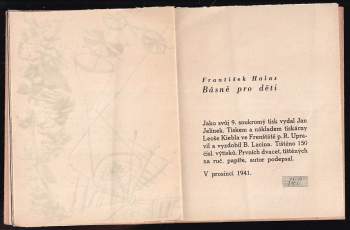 František Halas
Básně pro děti
Jako svůj 9. soukromý tisk vydal Jan
Jelínek. Tiskem a nákladem tiskárny
Leoše Kiebla ve Frenštátě p. R. Upra-
vil a vyzdobil B. Lacina. Tištěno 150
čísl. výtisků. Prvních dvacet, tištěných
na ruč. papíře, autor podepsal.
V prosinci 1941.